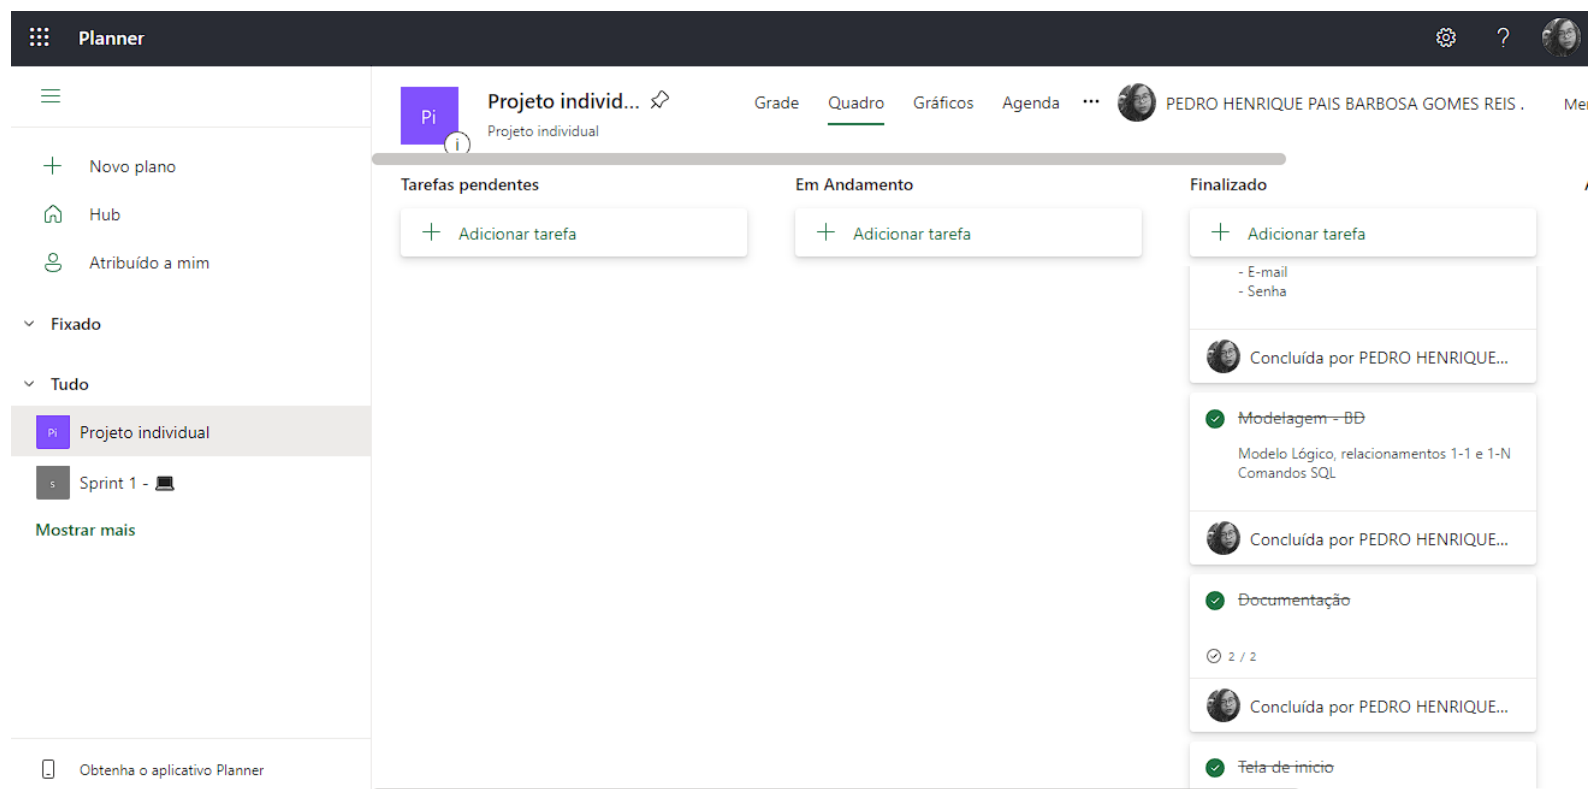 Planner
?
Pi
i
Projeto individ...
Projeto individual
Grade
Quadro
Gráficos
Agenda
...
PEDRO HENRIQUE PAIS BARBOSA GOMES REIS .
Novo plano
Hub
Atribuído a mim
Fixado
Tudo
Pi
Projeto individual
s
Sprint 1 -
Mostrar mais
Obtenha o aplicativo Planner
Tarefas pendentes
Adicionar tarefa
Em Andamento
Adicionar tarefa
Finalizado
Adicionar tarefa
- E-mail
- Senha
Concluída por PEDRO HENRIQUE...
Modelagem - BD
Modelo Lógico, relacionamentos 1-1 e 1-N
Comandos SQL
Concluída por PEDRO HENRIQUE...
Documentação
2 / 2
Concluída por PEDRO HENRIQUE...
Tela de inicio